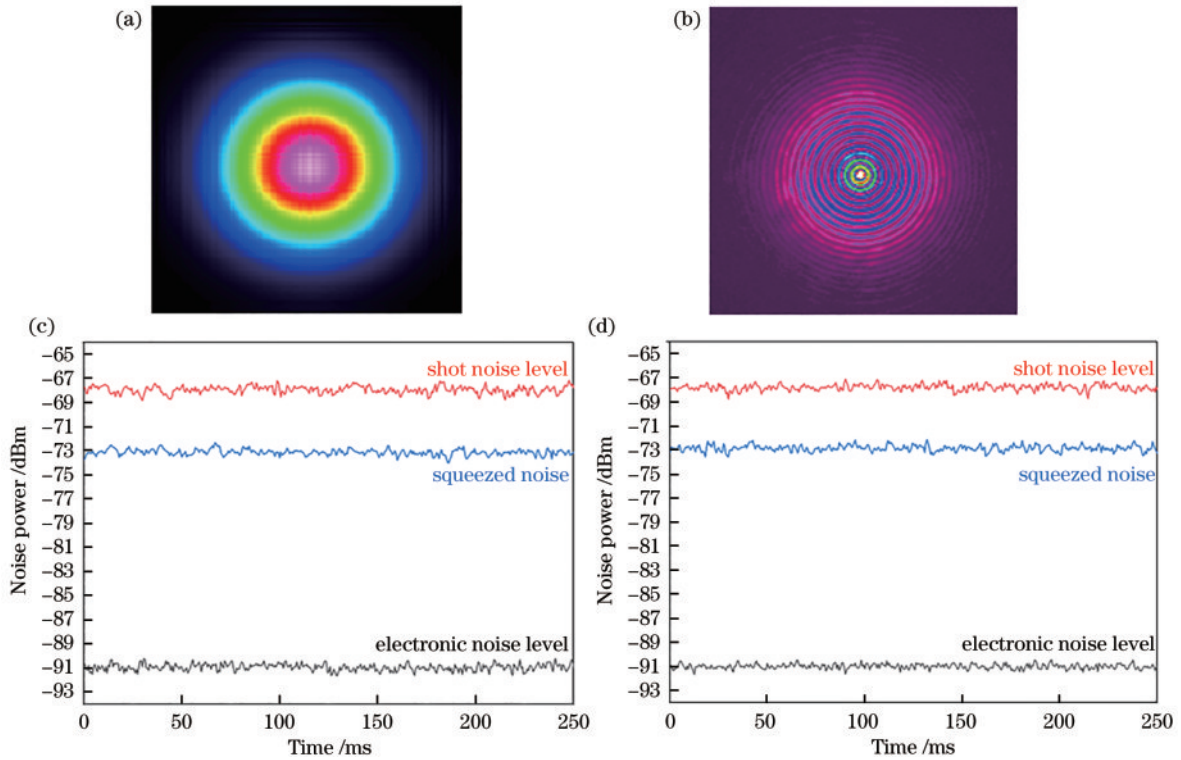 (a)
(b)
(c)
−65
−67
−69
−71
−73
−75
−77
−79
−81
−83
−85
−87
−89
−91
−93
Noise power /dBm
shot noise level
squeezed noise
electronic noise level
0 50 100 150 200 250
Time /ms
(d)
−65
−67
−69
−71
−73
−75
−77
−79
−81
−83
−85
−87
−89
−91
−93
Noise power /dBm
shot noise level
squeezed noise
electronic noise level
0 50 100 150 200 250
Time /ms